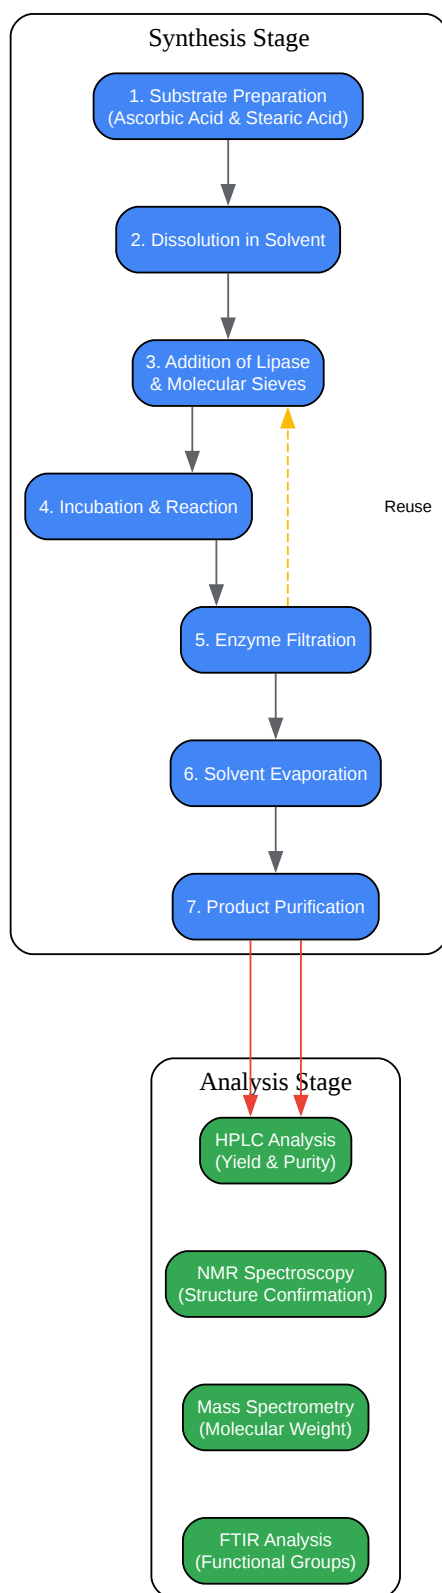 Synthesis Stage
1. Substrate Preparation
(Ascorbic Acid & Stearic Acid)
2. Dissolution in Solvent
3. Addition of Lipase
& Molecular Sieves
4. Incubation & Reaction
Reuse
5. Enzyme Filtration
6. Solvent Evaporation
7. Product Purification
Analysis Stage
HPLC Analysis
(Yield & Purity)
NMR Spectroscopy
(Structure Confirmation)
Mass Spectrometry
(Molecular Weight)
FTIR Analysis
(Functional Groups)